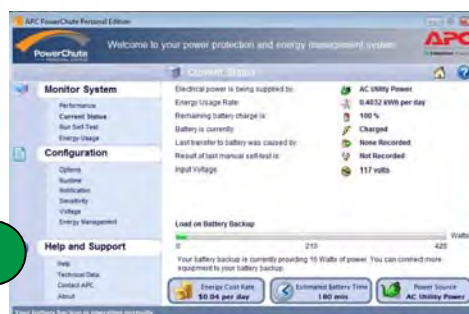 APC PowerChute Personal Edition
PowerChute
Welcome to your power protection and energy management system
APC
Current Status
Monitor System
Performance
Current Status
Run Self-Test
Energy Usage
Configuration
Options
Runtime
Notification
Sensitivity
Voltage
Energy Management
Help and Support
Help
Technical Data
Contact APC
About
Electrical power is being supplied by: AC Utility Power
Energy Usage Rate: 0.4032 kWh per day
Remaining battery charge is: 100 %
Battery is currently: Charged
Last transfer to battery was caused by: None Recorded
Result of last manual self-test is: Not Recorded
Input Voltage: 117 volts
Load on Battery Backup
Watts
0 210 420
Your battery backup is currently providing 16 Watts of power. You can connect more
equipment to your battery backup.
Energy Cost Rate
$0.04 per day
Estimated Battery Time
180 min
Power Source
AC Utility Power
Your battery backup is operating normally